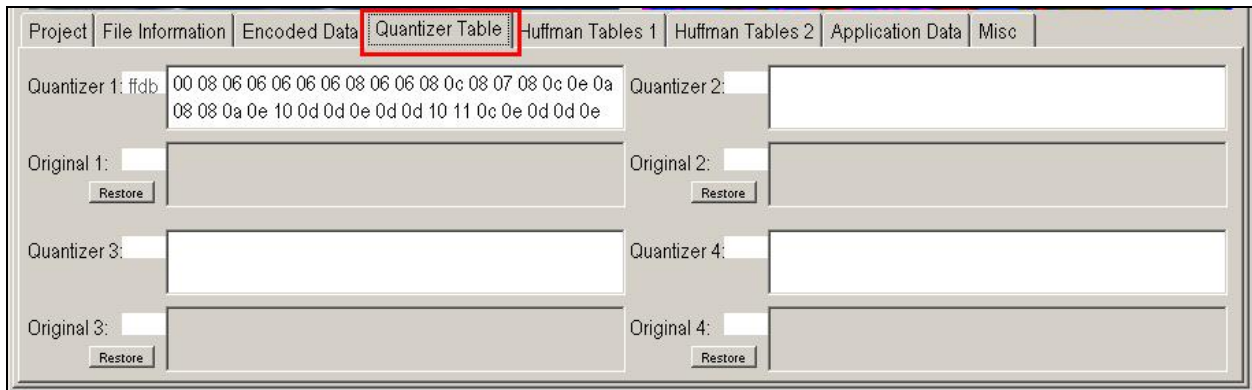 Project File Information Encoded Data Quantizer Table Huffman Tables 1 Huffman Tables 2 Application Data Misc
Quantizer 1: ffdb 00 08 06 06 06 06 06 08 06 06 08 0c 08 07 08 0c 0e 0a Quantizer 2:
08 08 0a 0e 10 0d 0d 0e 0d 0d 10 11 0c 0e 0d 0d 0e
Original 1: Original 2:
Restore Restore
Quantizer 3: Quantizer 4:
Original 3: Original 4:
Restore Restore